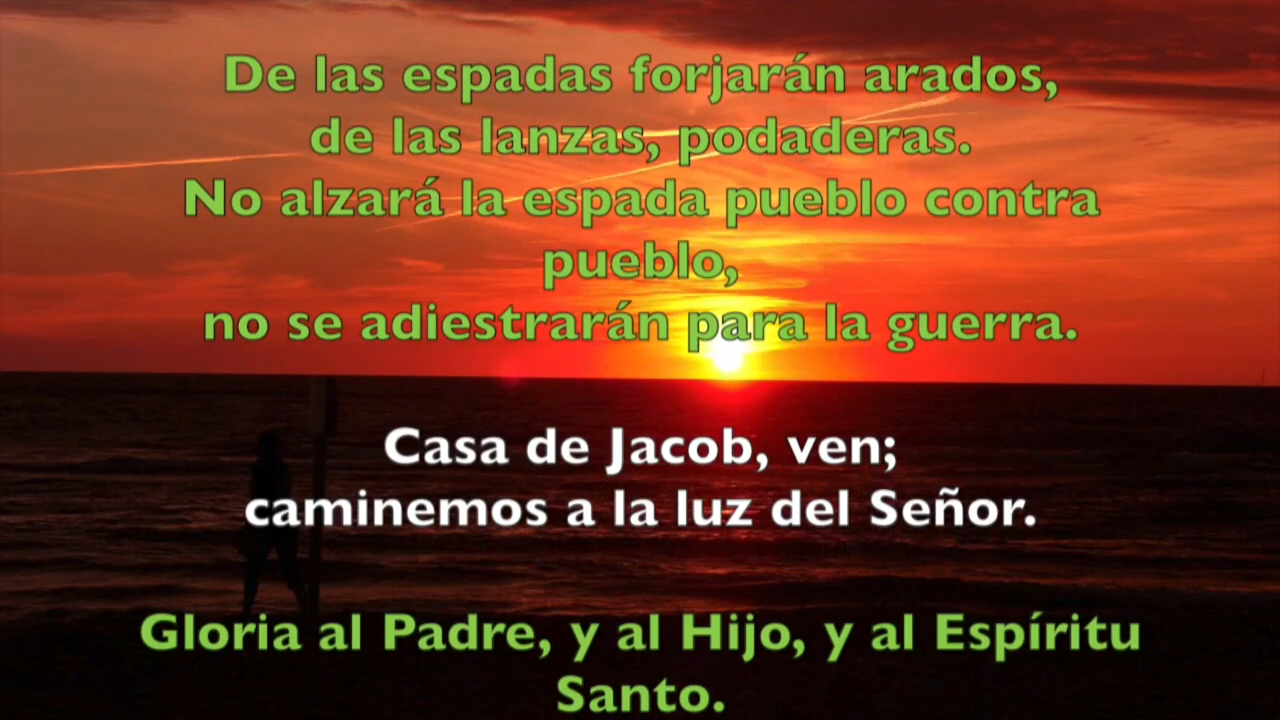 De las espadas forjarán arados,
de las lanzas, podaderas.
No alzará la espada pueblo contra
pueblo,
no se adiestrarán para la guerra.
Casa de Jacob, ven;
caminemos a la luz del Señor.
Gloria al Padre, y al Hijo, y al Espíritu
Santo.